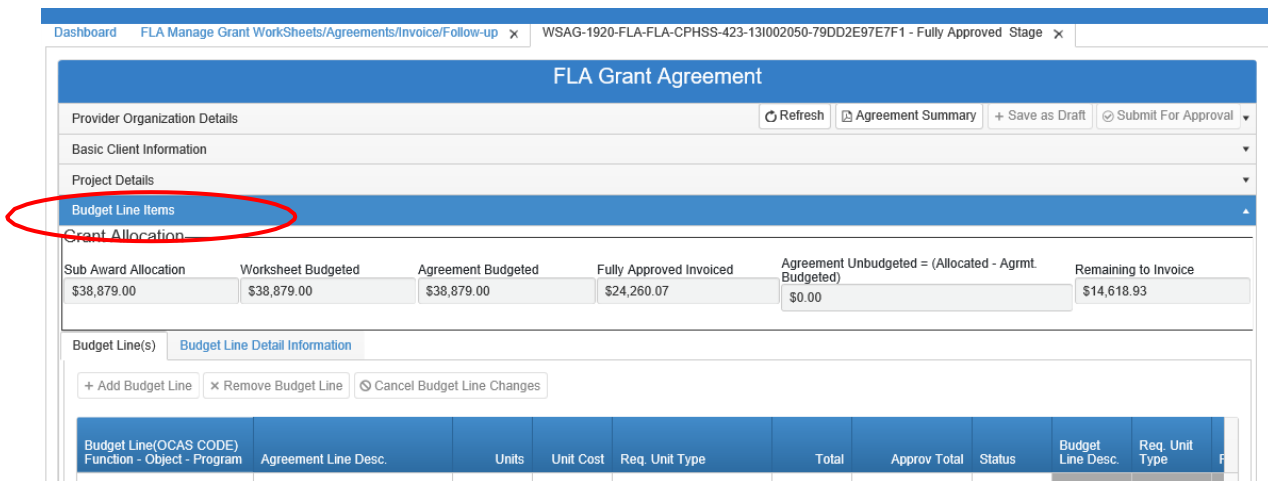 Dashboard FLA Manage Grant WorkSheets/Agreements/Invoice/Follow-up × WSAG-1920-FLA-FLA-CPHSS-423-13I002050-79DD2E97E7F1 - Fully Approved Stage ×
FLA Grant Agreement
Provider Organization Details Refresh Agreement Summary + Save as Draft Submit For Approval
Basic Client Information
Project Details
Budget Line Items
Grant Allocation
Sub Award Allocation Worksheet Budgeted Agreement Budgeted Fully Approved Invoiced Agreement Unbudgeted = (Allocated - Agrmt. Budgeted) Remaining to Invoice
$38,879.00 $38,879.00 $38,879.00 $24,260.07 $0.00 $14,618.93
Budget Line(s) Budget Line Detail Information
+ Add Budget Line × Remove Budget Line Cancel Budget Line Changes
Budget Line(OCAS CODE) Function - Object - Program Agreement Line Desc. Units Unit Cost Req. Unit Type Total Approv Total Status Budget Line Desc. Req. Unit Type